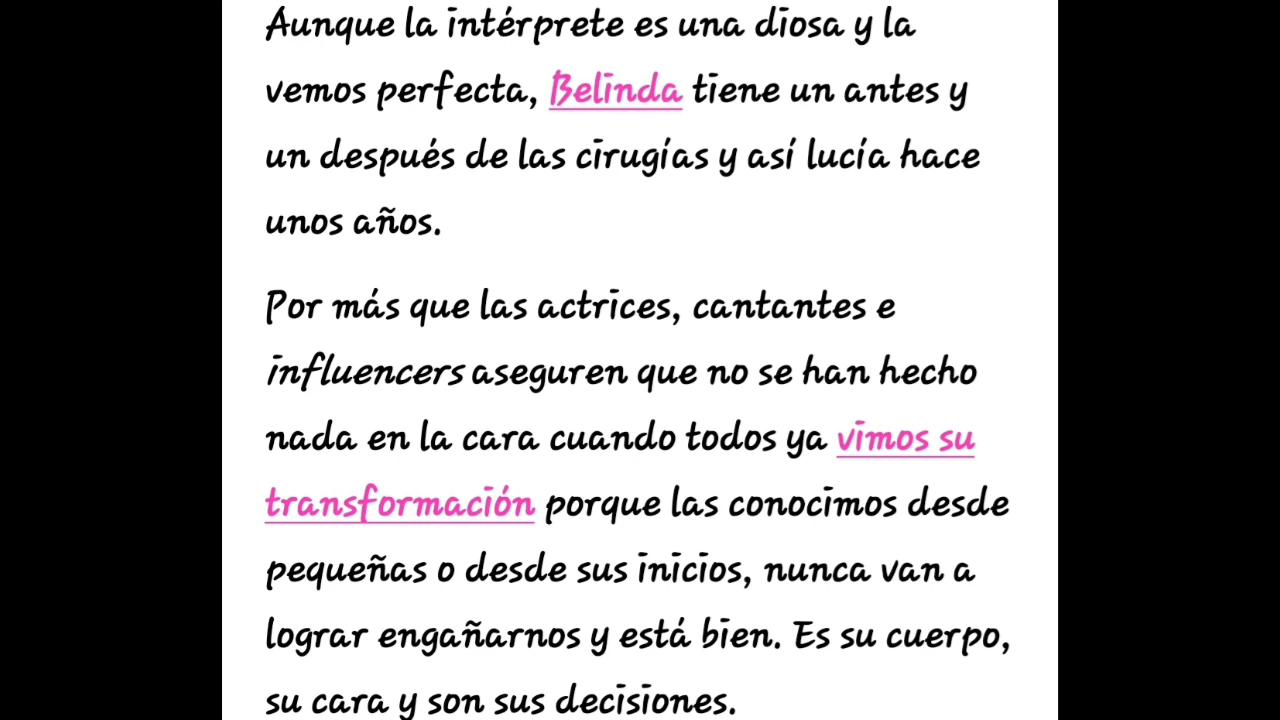 Aunque la intérprete es una diosa y la
vemos perfecta, Belinda tiene un antes y
un después de las cirugías y así lucía hace
unos años.
Por más que las actrices, cantantes e
influencers aseguren que no se han hecho
nada en la cara cuando todos ya vimos su
transformación porque las conocimos desde
pequeñas o desde sus inicios, nunca van a
lograr engañarnos y está bien. Es su cuerpo,
su cara y son sus decisiones.